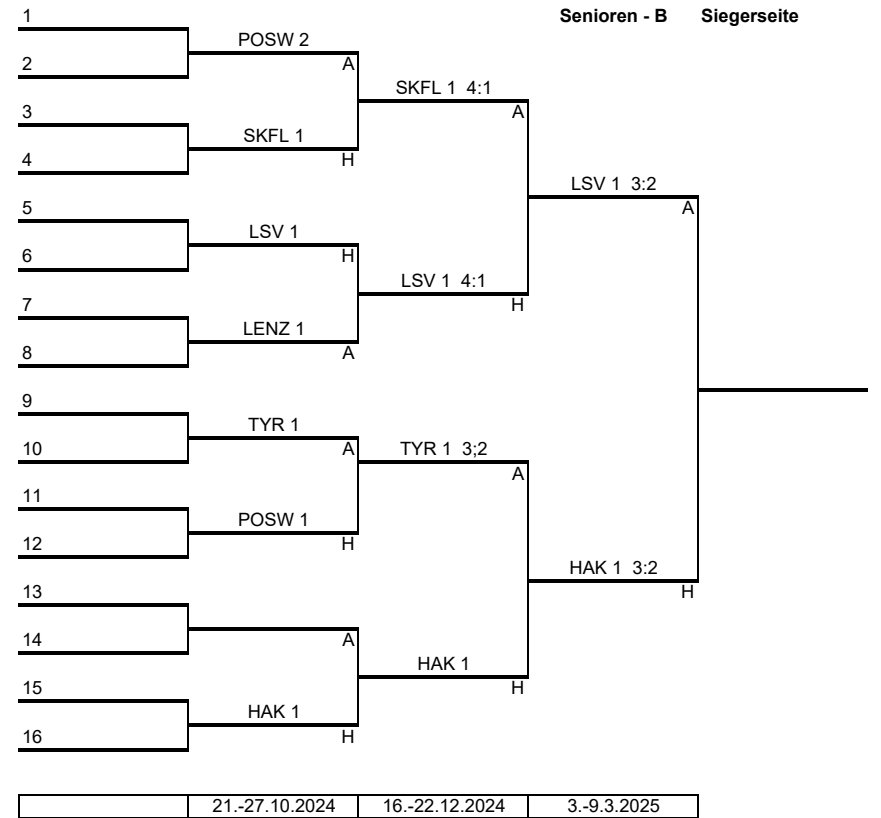 Senioren - B Siegerseite
1
POSW 2
2
A
SKFL 1 4:1
3
A
SKFL 1
4
H
LSV 1 3:2
5
A
LSV 1
6
H
LSV 1 4:1
7
H
LENZ 1
8
A
9
TYR 1
10
A
TYR 1 3;2
A
11
POSW 1
12
H
HAK 1 3:2
13
H
14
A
HAK 1
15
H
HAK 1
16
H
21.-27.10.2024 16.-22.12.2024 3.-9.3.2025